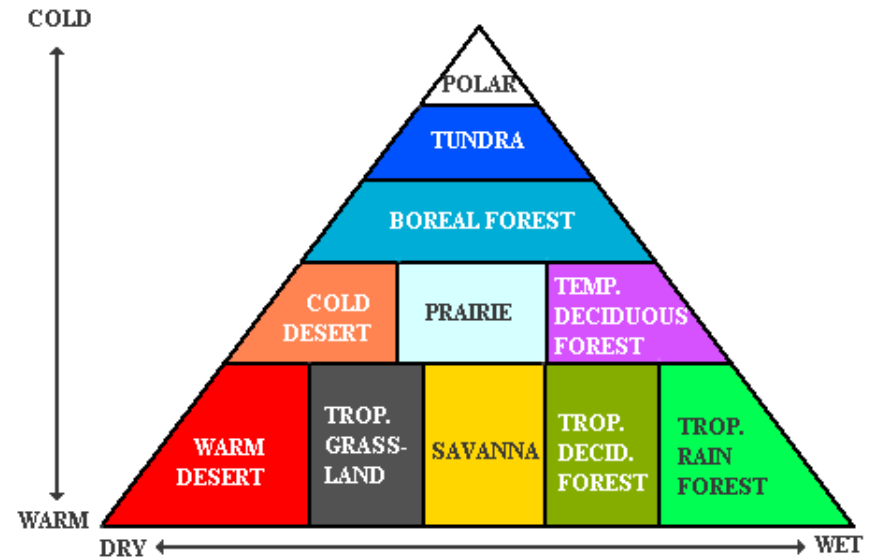 COLD
POLAR
TUNDRA
BOREAL FOREST
COLD
DESERT
PRAIRIE
TEMP.
DECIDUOUS
FOREST
WARM
DESERT
TROP.
GRASS-
LAND
SAVANNA
TROP.
DECID.
FOREST
TROP.
RAIN
FOREST
WARM
DRY
WET